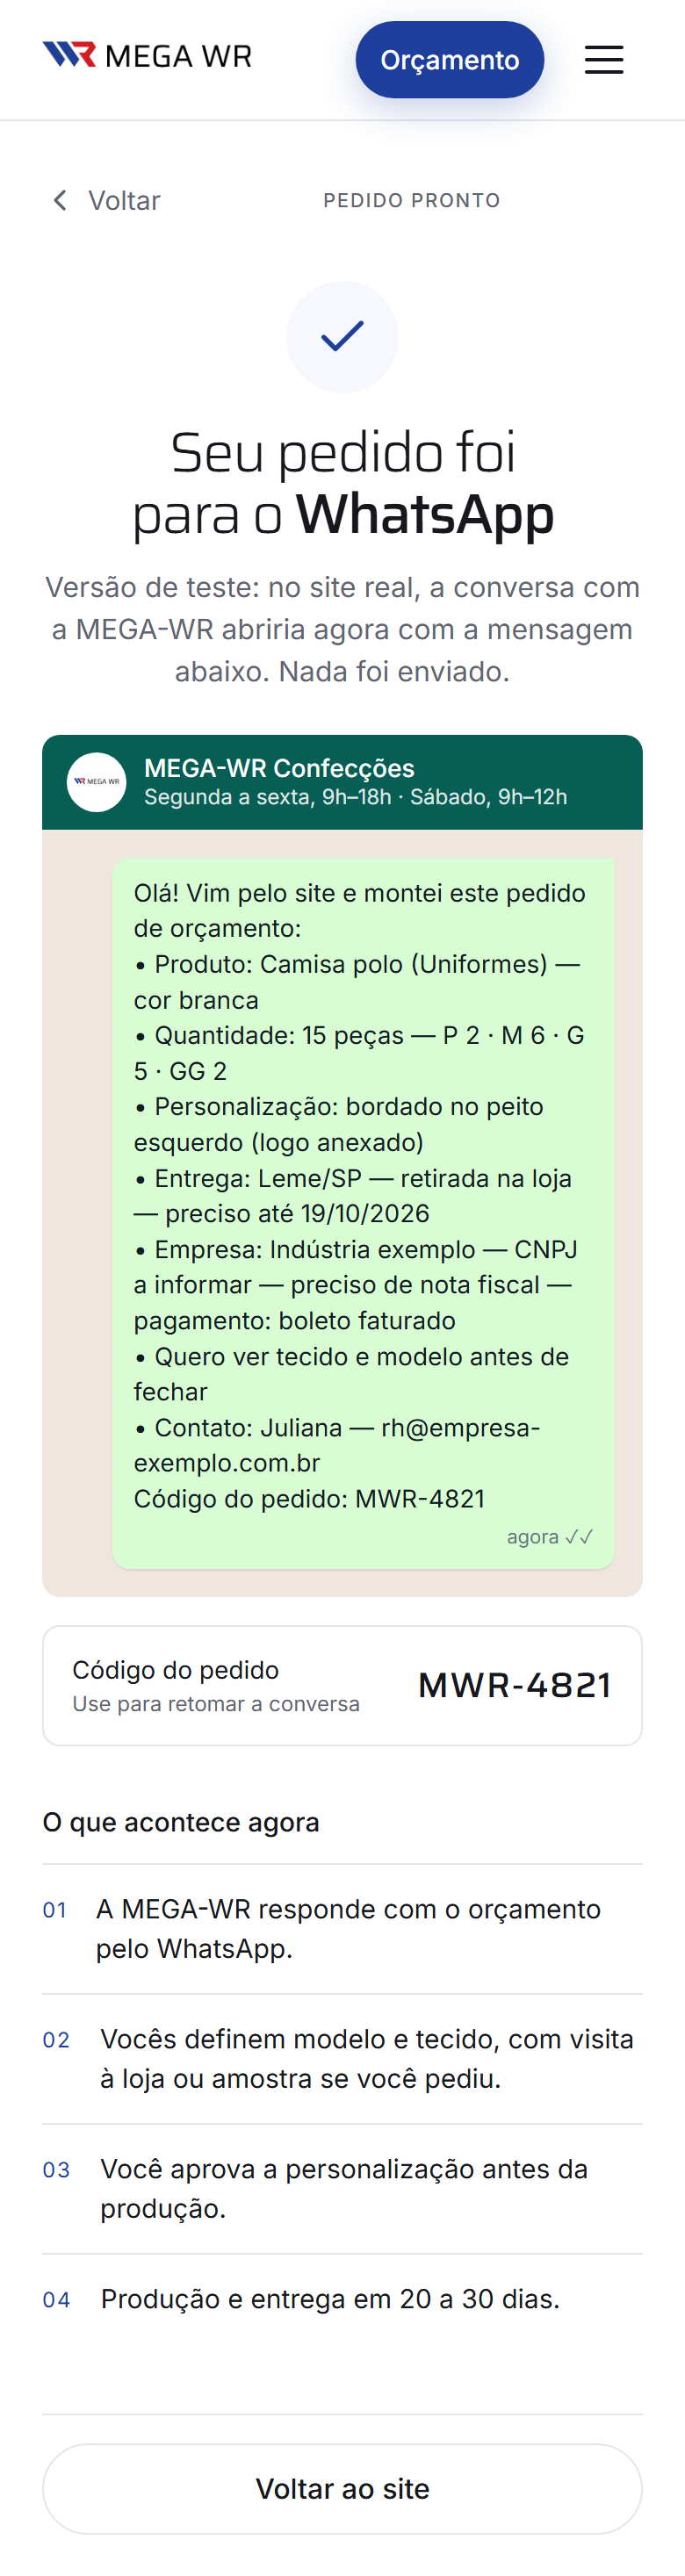 MEGA WR
Orçamento
Voltar
PEDIDO PRONTO
Seu pedido foi
para o WhatsApp
Versão de teste: no site real, a conversa com
a MEGA-WR abriria agora com a mensagem
abaixo. Nada foi enviado.
MEGA WR
MEGA-WR Confecções
Segunda a sexta, 9h–18h · Sábado, 9h–12h
Olá! Vim pelo site e montei este pedido
de orçamento:
• Produto: Camisa polo (Uniformes) —
cor branca
• Quantidade: 15 peças — P 2 · M 6 · G
5 · GG 2
• Personalização: bordado no peito
esquerdo (logo anexado)
• Entrega: Leme/SP — retirada na loja
— preciso até 19/10/2026
• Empresa: Indústria exemplo — CNPJ
a informar — preciso de nota fiscal —
pagamento: boleto faturado
• Quero ver tecido e modelo antes de
fechar
• Contato: Juliana — rh@empresa-
exemplo.com.br
Código do pedido: MWR-4821
agora ✓✓
Código do pedido
Use para retomar a conversa
MWR-4821
O que acontece agora
01 A MEGA-WR responde com o orçamento
pelo WhatsApp.
02 Vocês definem modelo e tecido, com visita
à loja ou amostra se você pediu.
03 Você aprova a personalização antes da
produção.
04 Produção e entrega em 20 a 30 dias.
Voltar ao site